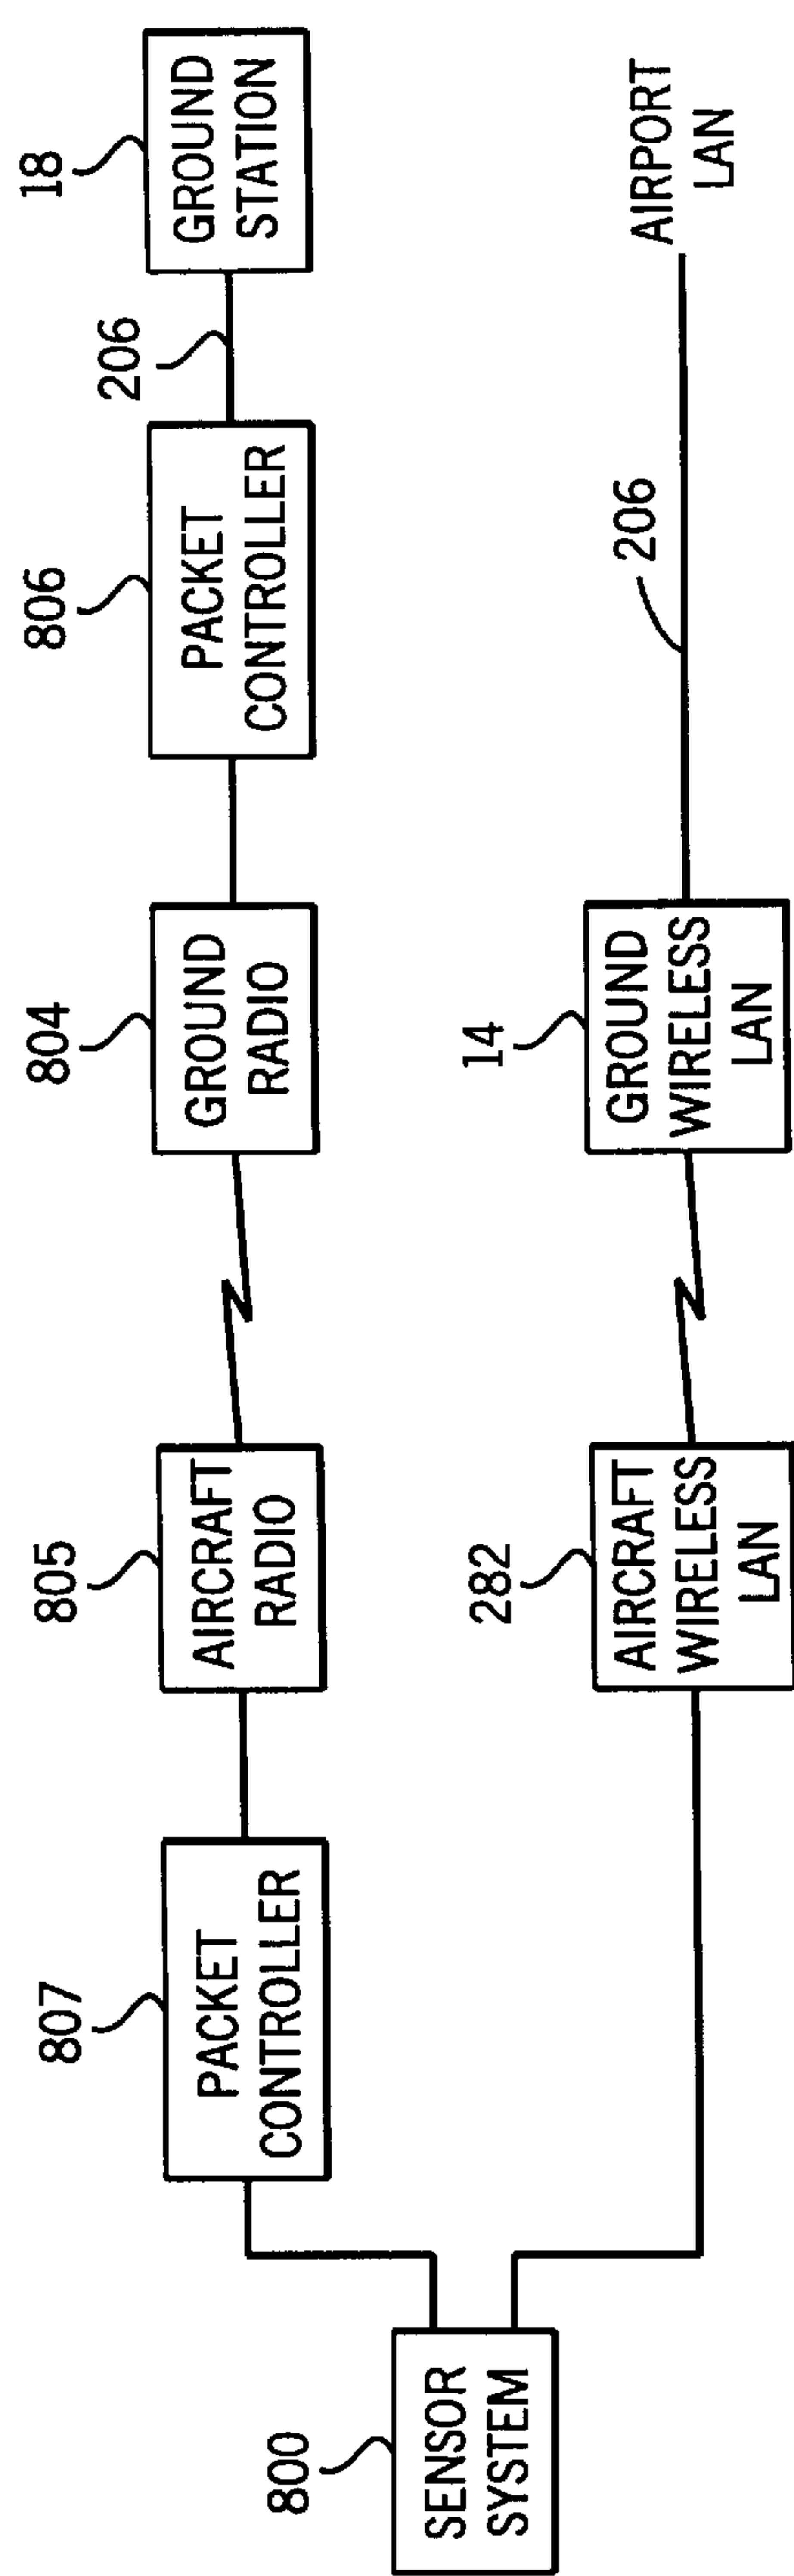 18
GROUND
STATION
206
806
PACKET
CONTROLLER
804
GROUND
RADIO
805
AIRCRAFT
RADIO
807
PACKET
CONTROLLER
800
SENSOR
SYSTEM
282
AIRCRAFT
WIRELESS
LAN
14
GROUND
WIRELESS
LAN
206
AIRPORT
LAN